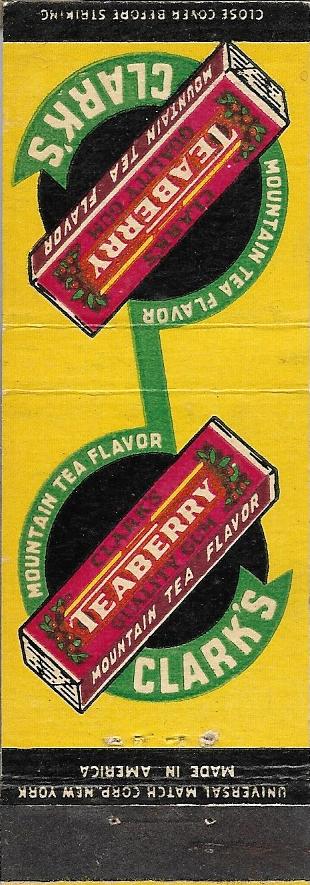 CLOSE COVER BEFORE STRIKING
CLARK'S
MOUNTAIN TEA FLAVOR
CLARK'S
TEABERRY
QUALITY GUM
MOUNTAIN TEA FLAVOR
MOUNTAIN TEA FLAVOR
CLARK'S
TEABERRY
QUALITY GUM
MOUNTAIN TEA FLAVOR
CLARK'S
MADE IN AMERICA
UNIVERSAL MATCH CORP. NEW YORK